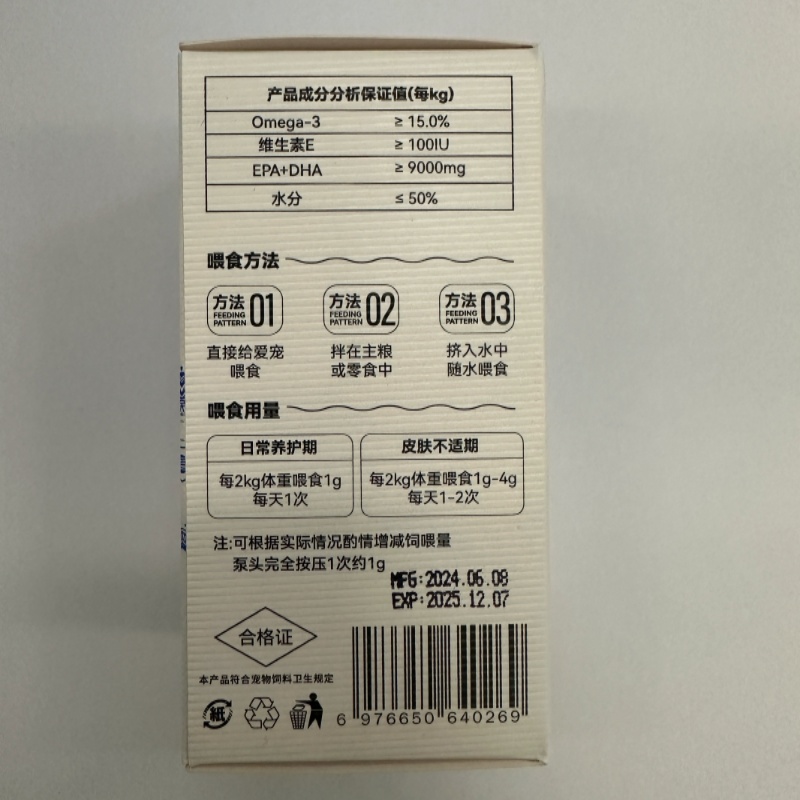 产品成分分析保证值(每kg)
Omega-3 ≥ 15.0%
维生素E ≥ 100IU
EPA+DHA ≥ 9000mg
水分 ≤ 50%
喂食方法
方法 FEEDING PATTERN 01
直接给爱宠
喂食
方法 FEEDING PATTERN 02
拌在主粮
或零食中
方法 FEEDING PATTERN 03
挤入水中
随水喂食
喂食用量
日常养护期
每2kg体重喂食1g
每天1次
皮肤不适期
每2kg体重喂食1g-4g
每天1-2次
注:可根据实际情况酌情增减饲喂量
泵头完全按压1次约1g
MFG:2024.06.08
EXP:2025.12.07
合格证
本产品符合宠物饲料卫生规定
紙
6 976650 640269